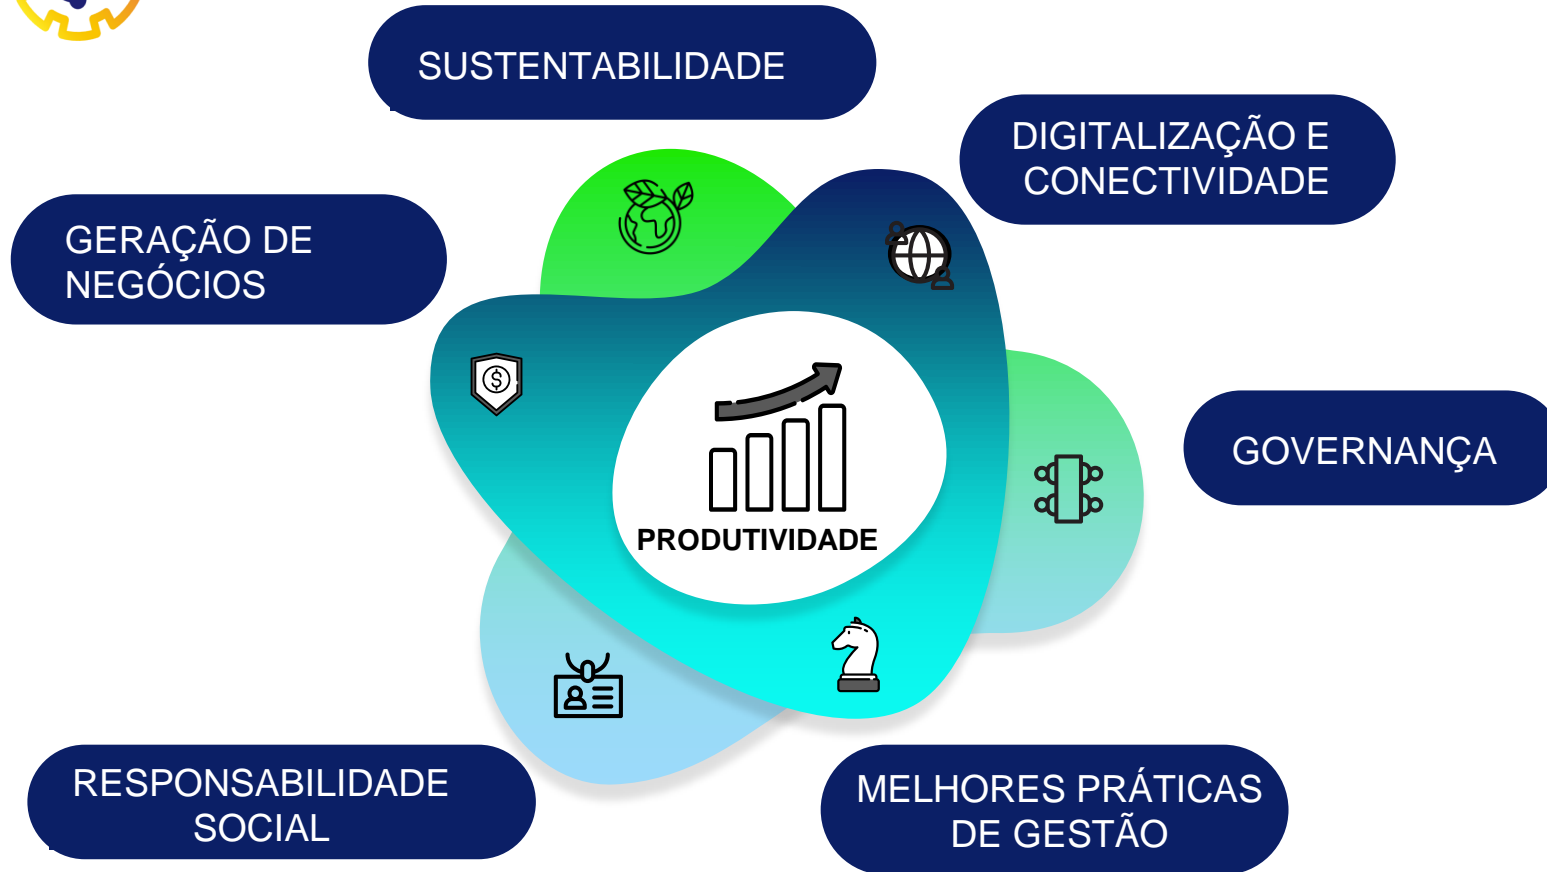 SUSTENTABILIDADE
DIGITALIZAÇÃO E
CONECTIVIDADE
GERAÇÃO DE
NEGÓCIOS
GOVERNANÇA
PRODUTIVIDADE
RESPONSABILIDADE
SOCIAL
MELHORES PRÁTICAS
DE GESTÃO